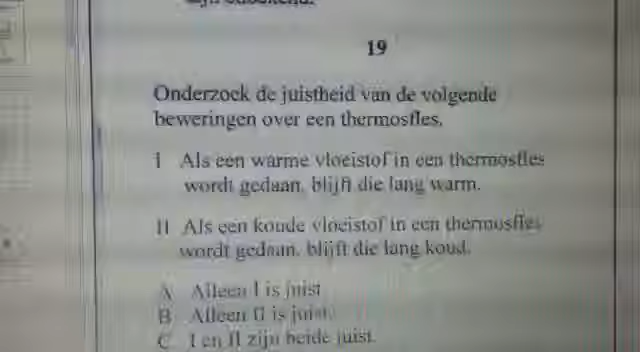 19
Onderzoek de juistheid van de volgende
beweringen over een thermosfles.
I Als een warme vloeistof in een thermosfles
wordt gedaan, blijft die lang warm.
II Als een koude vloeistof in een thermosfles
wordt gedaan, blijft die lang koud.
A Alleen I is juist
B Alleen II is juist.
C I en II zijn beide juist.